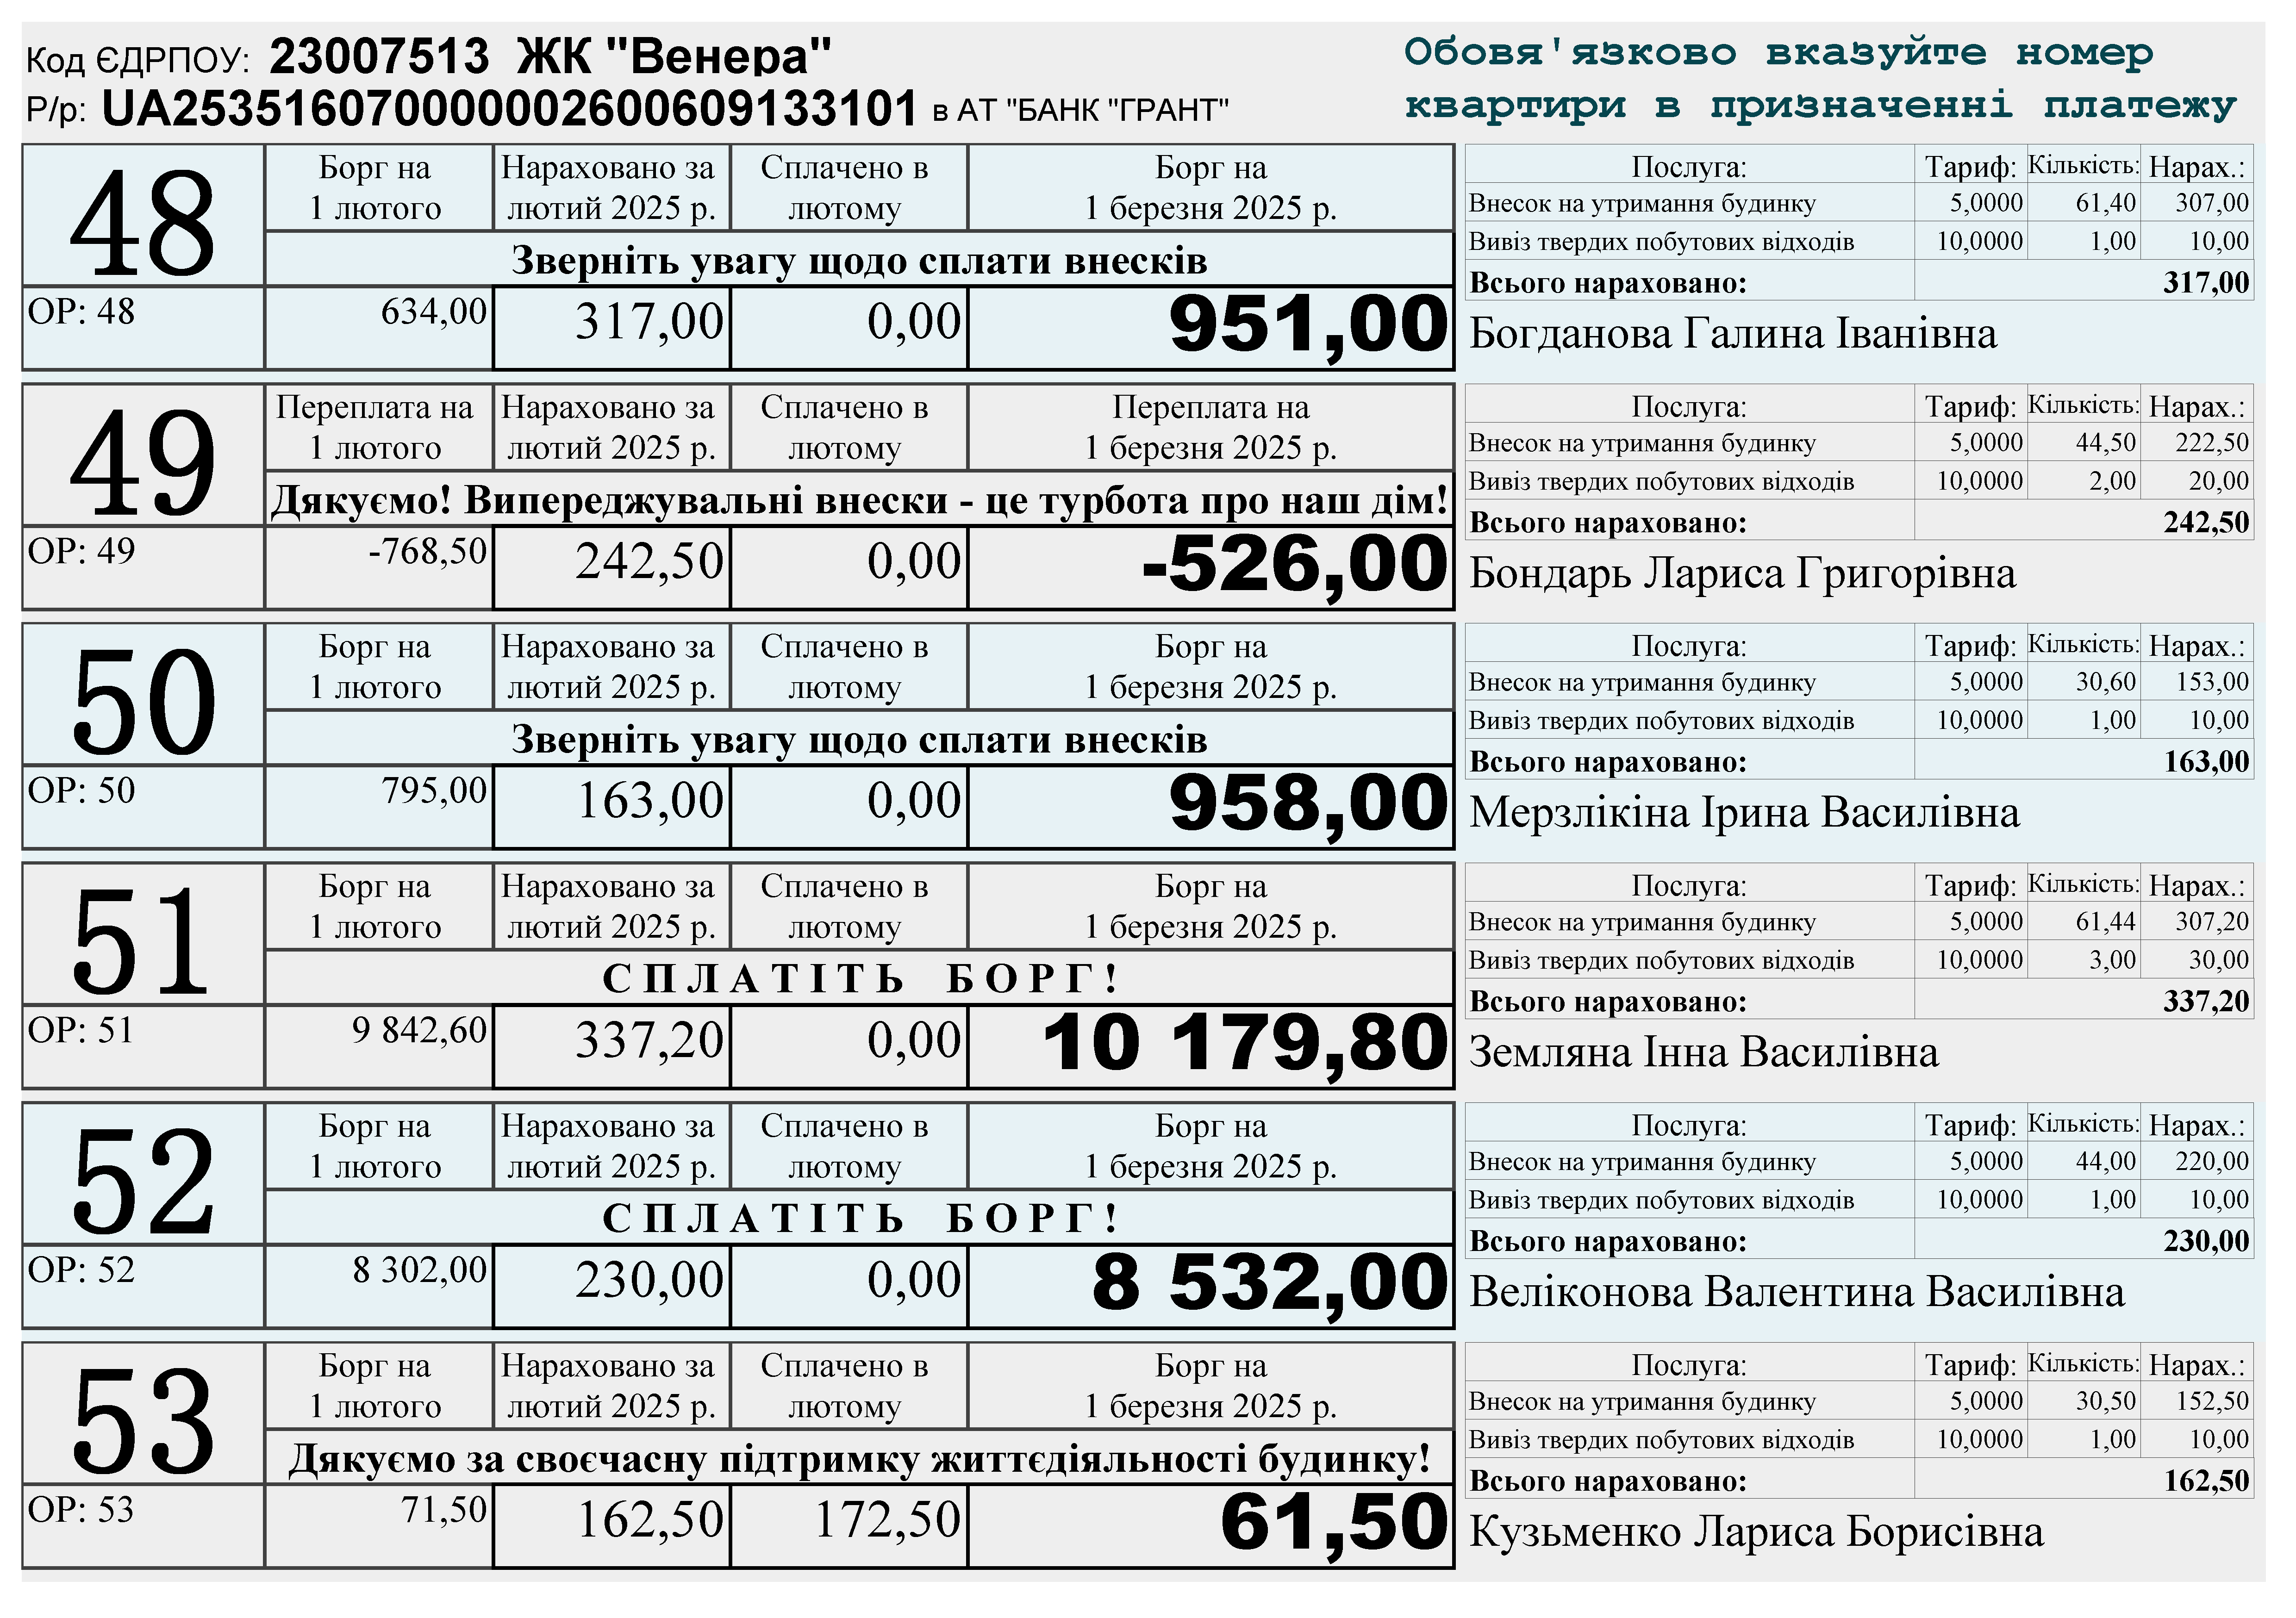 Код ЄДРПОУ: 23007513 ЖК "Венера"
Р/р: UA253516070000002600609133101 в АТ "БАНК "ГРАНТ"
Обовя'язково вказуйте номер
квартири в призначенні платежу
48
Борг на
1 лютого
Нараховано за
лютий 2025 р.
Сплачено в
лютому
Борг на
1 березня 2025 р.
Зверніть увагу щодо сплати внесків
ОР: 48 634,00 317,00 0,00 951,00
Послуга: Тариф: Кількість: Нарах.:
Внесок на утримання будинку 5,0000 61,40 307,00
Вивіз твердих побутових відходів 10,0000 1,00 10,00
Всього нараховано: 317,00
Богданова Галина Іванівна
49
Переплата на
1 лютого
Нараховано за
лютий 2025 р.
Сплачено в
лютому
Переплата на
1 березня 2025 р.
Дякуємо! Випереджувальні внески - це турбота про наш дім!
ОР: 49 -768,50 242,50 0,00 -526,00
Послуга: Тариф: Кількість: Нарах.:
Внесок на утримання будинку 5,0000 44,50 222,50
Вивіз твердих побутових відходів 10,0000 2,00 20,00
Всього нараховано: 242,50
Бондарь Лариса Григорівна
50
Борг на
1 лютого
Нараховано за
лютий 2025 р.
Сплачено в
лютому
Борг на
1 березня 2025 р.
Зверніть увагу щодо сплати внесків
ОР: 50 795,00 163,00 0,00 958,00
Послуга: Тариф: Кількість: Нарах.:
Внесок на утримання будинку 5,0000 30,60 153,00
Вивіз твердих побутових відходів 10,0000 1,00 10,00
Всього нараховано: 163,00
Мерзлікіна Ірина Василівна
51
Борг на
1 лютого
Нараховано за
лютий 2025 р.
Сплачено в
лютому
Борг на
1 березня 2025 р.
С П Л А Т І Т Ь Б О Р Г !
ОР: 51 9 842,60 337,20 0,00 10 179,80
Послуга: Тариф: Кількість: Нарах.:
Внесок на утримання будинку 5,0000 61,44 307,20
Вивіз твердих побутових відходів 10,0000 3,00 30,00
Всього нараховано: 337,20
Земляна Інна Василівна
52
Борг на
1 лютого
Нараховано за
лютий 2025 р.
Сплачено в
лютому
Борг на
1 березня 2025 р.
С П Л А Т І Т Ь Б О Р Г !
ОР: 52 8 302,00 230,00 0,00 8 532,00
Послуга: Тариф: Кількість: Нарах.:
Внесок на утримання будинку 5,0000 44,00 220,00
Вивіз твердих побутових відходів 10,0000 1,00 10,00
Всього нараховано: 230,00
Веліконова Валентина Василівна
53
Борг на
1 лютого
Нараховано за
лютий 2025 р.
Сплачено в
лютому
Борг на
1 березня 2025 р.
Дякуємо за своєчасну підтримку життєдіяльності будинку!
ОР: 53 71,50 162,50 172,50 61,50
Послуга: Тариф: Кількість: Нарах.:
Внесок на утримання будинку 5,0000 30,50 152,50
Вивіз твердих побутових відходів 10,0000 1,00 10,00
Всього нараховано: 162,50
Кузьменко Лариса Борисівна